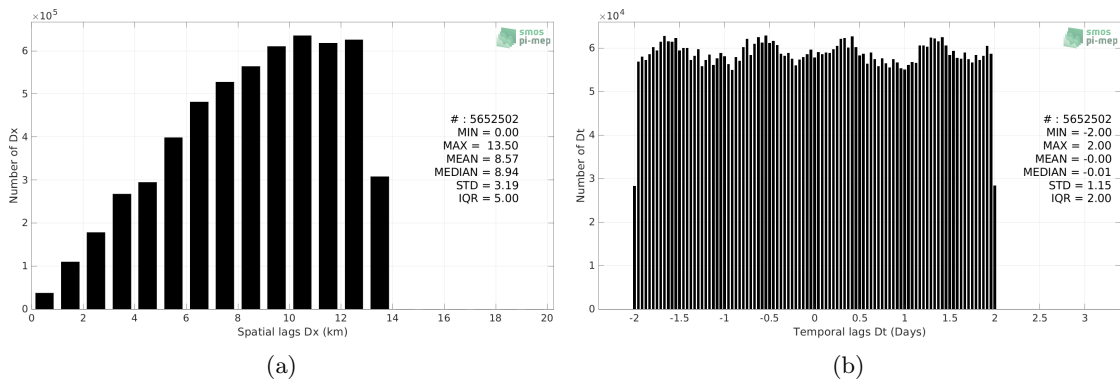 ×10⁵
6
5
4
3
2
1
0
Number of Dx
0 2 4 6 8 10 12 14 16 18 20
Spatial lags Dx (km)
smos
pi-mep
# : 5652502
MIN = 0.00
MAX = 13.50
MEAN = 8.57
MEDIAN = 8.94
STD = 3.19
IQR = 5.00
(a)
×10⁴
6
5
4
3
2
1
0
Number of Dt
-2 -1.5 -1 -0.5 0 0.5 1 1.5 2 2.5 3
Temporal lags Dt (Days)
smos
pi-mep
# : 5652502
MIN = -2.00
MAX = 2.00
MEAN = -0.00
MEDIAN = -0.01
STD = 1.15
IQR = 2.00
(b)